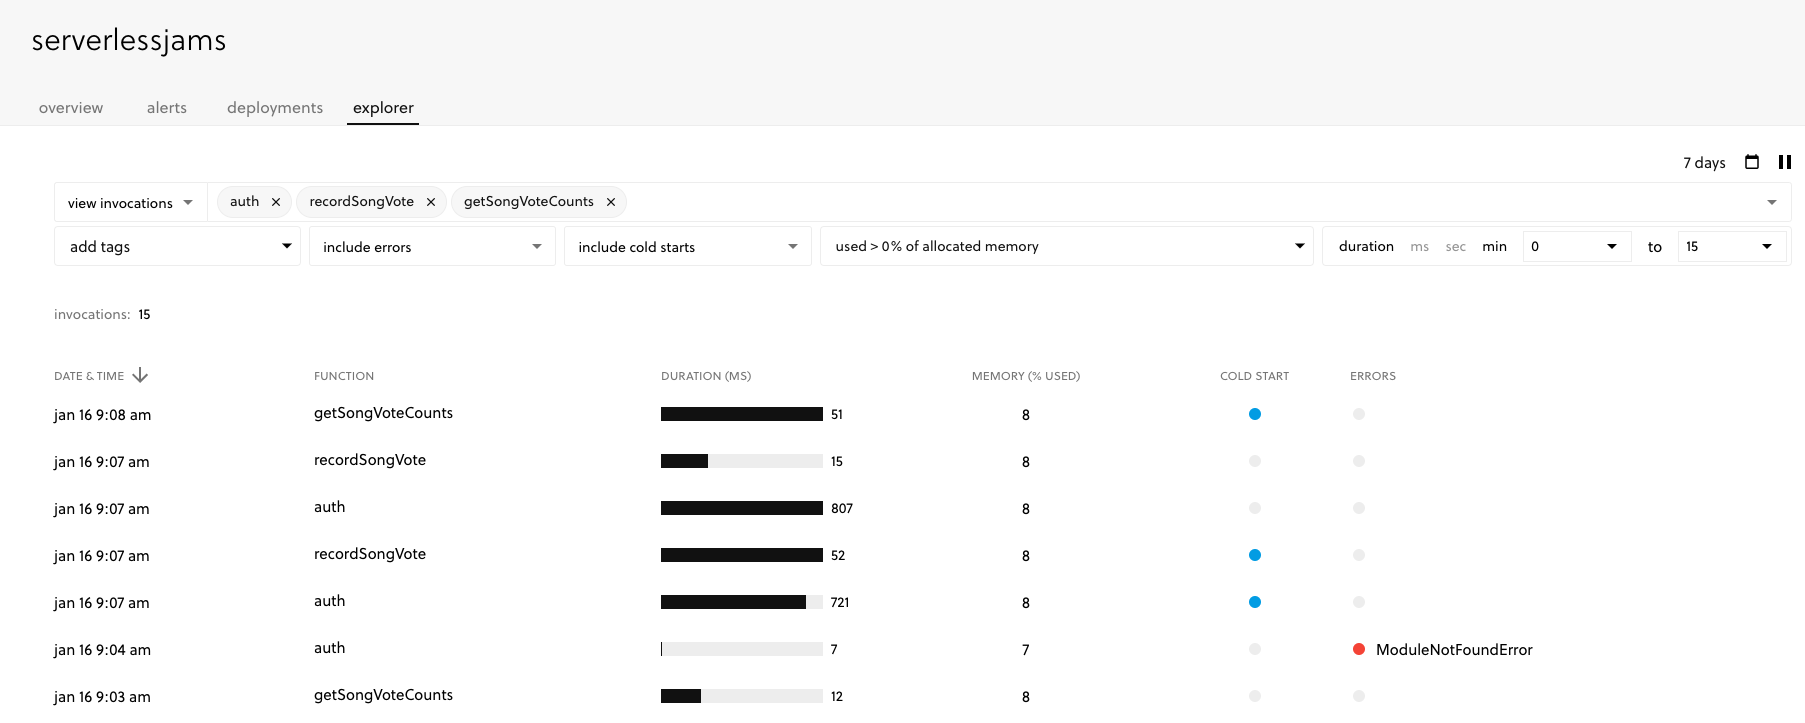 serverlessjams
overview alerts deployments explorer
7 days
view invocations auth × recordSongVote × getSongVoteCounts ×
add tags include errors include cold starts used > 0% of allocated memory duration ms sec min 0 to 15
invocations: 15
DATE & TIME FUNCTION DURATION (MS) MEMORY (% USED) COLD START ERRORS
jan 16 9:08 am getSongVoteCounts 51 8
jan 16 9:07 am recordSongVote 15 8
jan 16 9:07 am auth 807 8
jan 16 9:07 am recordSongVote 52 8
jan 16 9:07 am auth 721 8
jan 16 9:04 am auth 7 7 ModuleNotFoundError
jan 16 9:03 am getSongVoteCounts 12 8